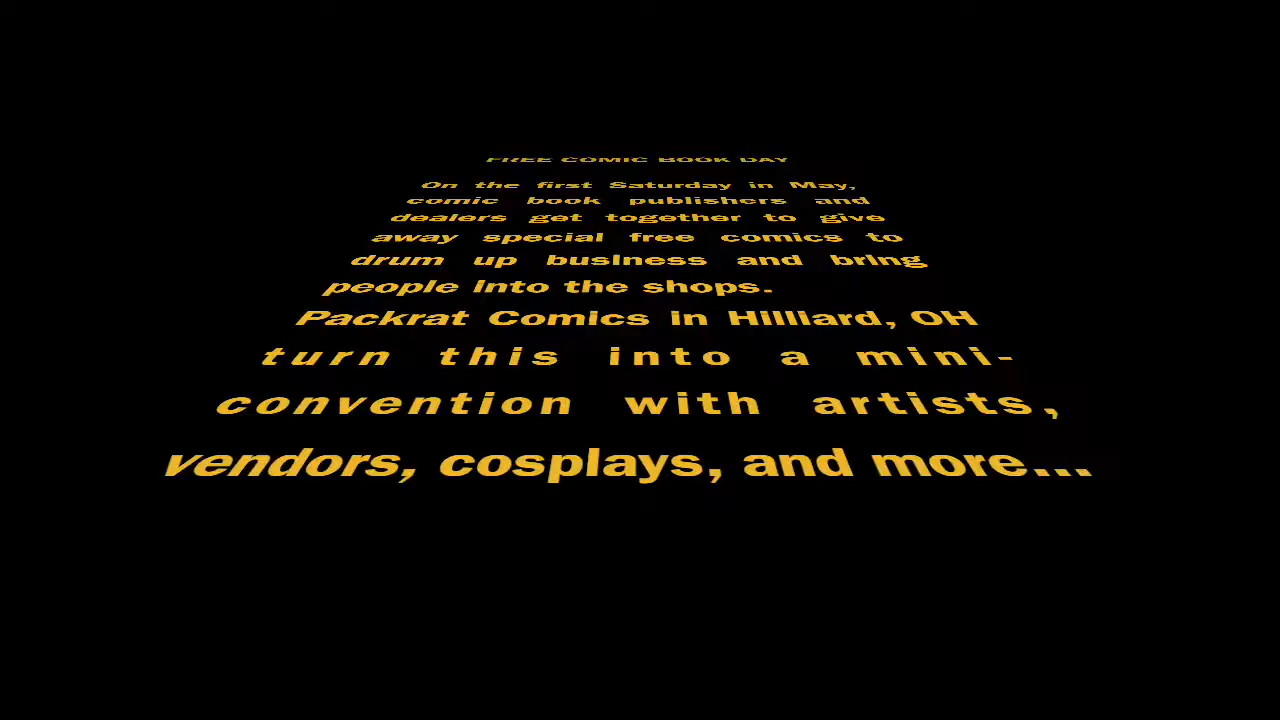 FREE COMIC BOOK DAY
On the first Saturday in May,
comic book publishers and
dealers get together to give
away special free comics to
drum up business and bring
people into the shops.
Packrat Comics in Hilliard, OH
turn this into a mini-
convention with artists,
vendors, cosplays, and more...